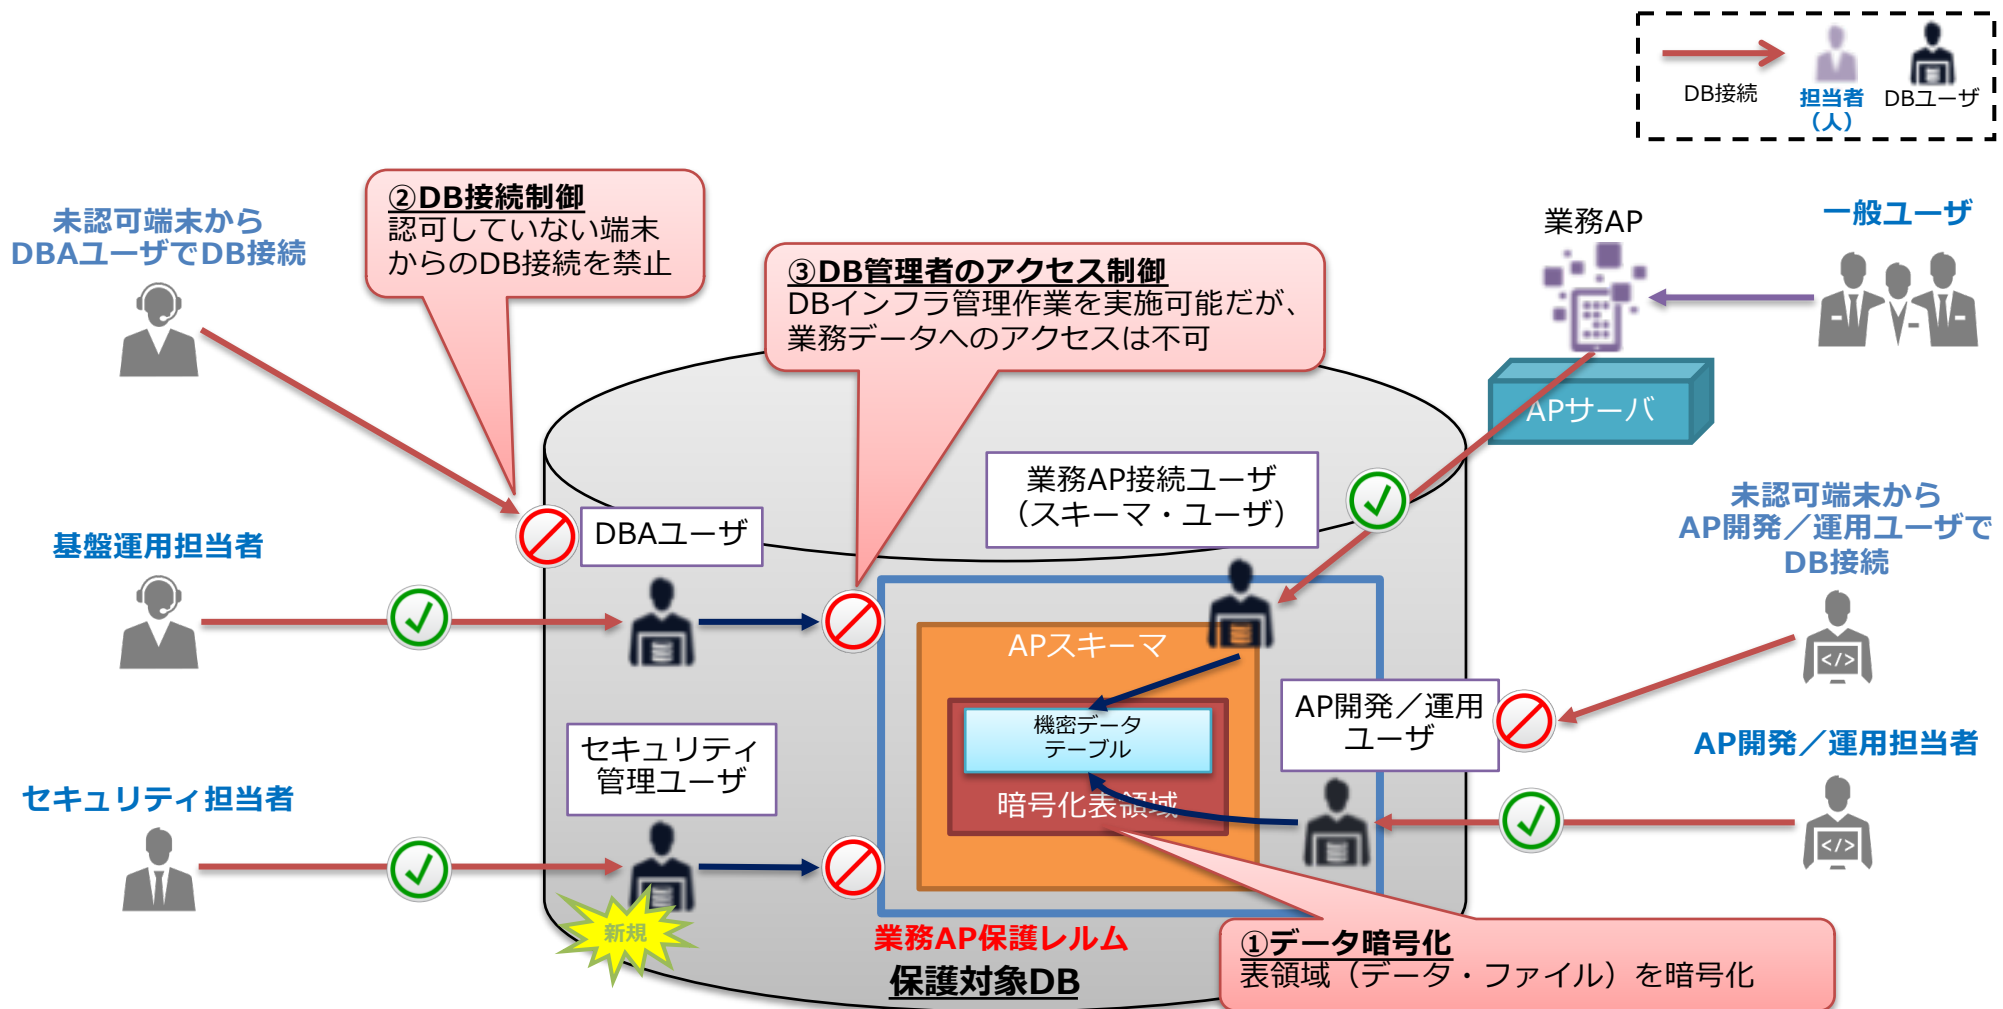 DB接続
担当者
（人）
DBユーザ
②DB接続制御
認可していない端末
からのDB接続を禁止
未認可端末から
DBAユーザでDB接続
③DB管理者のアクセス制御
DBインフラ管理作業を実施可能だが、
業務データへのアクセスは不可
業務AP
一般ユーザ
APサーバ
業務AP接続ユーザ
（スキーマ・ユーザ）
未認可端末から
AP開発／運用ユーザで
DB接続
基盤運用担当者
DBAユーザ
APスキーマ
機密データ
テーブル
暗号化表領域
AP開発／運用
ユーザ
AP開発／運用担当者
セキュリティ
管理ユーザ
セキュリティ担当者
新規
業務AP保護レルム
保護対象DB
①データ暗号化
表領域（データ・ファイル）を暗号化